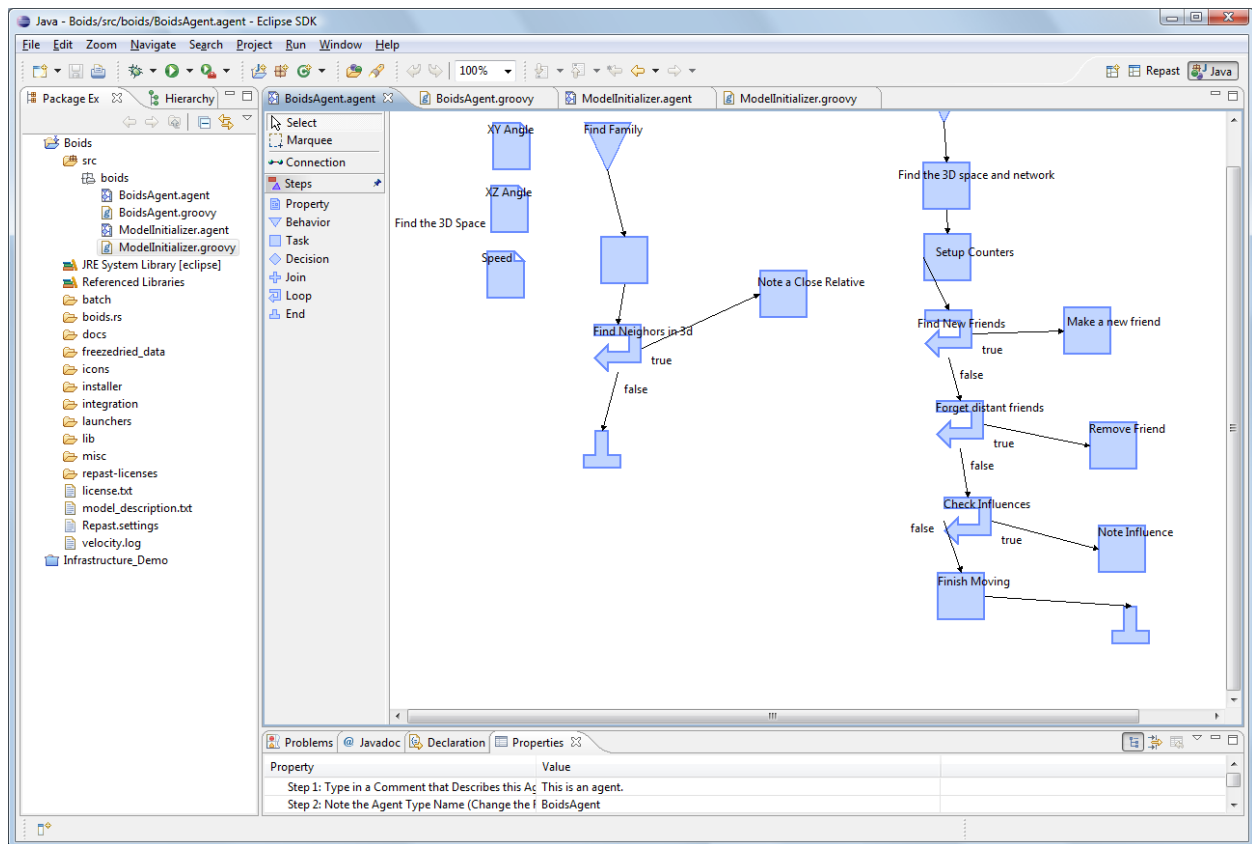 Java - Boids/src/boids/BoidsAgent.agent - Eclipse SDK
File Edit Zoom Navigate Search Project Run Window Help
100%
Repast Java
Package Ex Hierarchy
BoidsAgent.agent BoidsAgent.groovy ModelInitializer.agent ModelInitializer.groovy
Boids
src
boids
BoidsAgent.agent
BoidsAgent.groovy
ModelInitializer.agent
ModelInitializer.groovy
JRE System Library [eclipse]
Referenced Libraries
batch
boids.rs
docs
freezedried_data
icons
installer
integration
launchers
lib
misc
repast-licenses
license.txt
model_description.txt
Repast.settings
velocity.log
Infrastructure_Demo
Select
Marquee
Connection
Steps
Property
Behavior
Task
Decision
Join
Loop
End
XY Angle
XZ Angle
Find the 3D Space
Speed
Find Family
Note a Close Relative
Find Neighors in 3d
true
false
Find the 3D space and network
Setup Counters
Find New Friends
Make a new friend
true
false
Forget distant friends
Remove Friend
true
false
Check Influences
false
true
Note Influence
Finish Moving
Problems Javadoc Declaration Properties
Property Value
Step 1: Type in a Comment that Describes this Ag This is an agent.
Step 2: Note the Agent Type Name (Change the F BoidsAgent